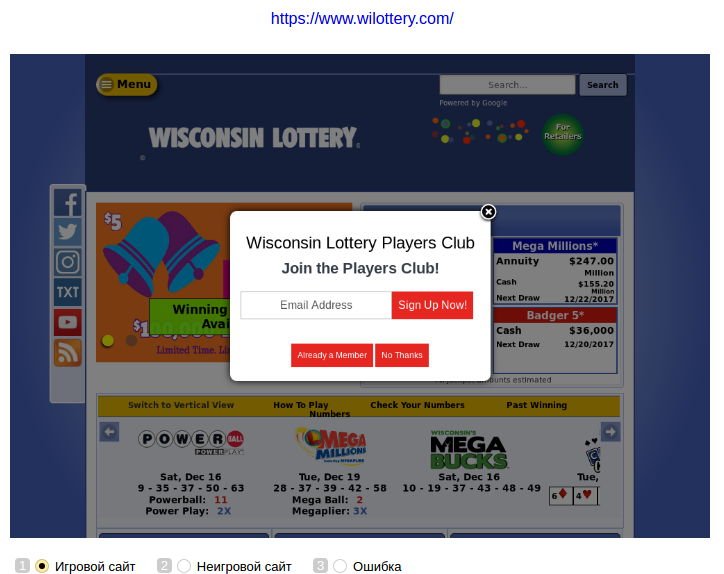 https://www.wilottery.com/
Menu
Search...
Search
Powered by Google
WISCONSIN LOTTERY®
For
Retailers
$5
TXT
Winning
Limited Time, Li
Wisconsin Lottery Players Club
Join the Players Club!
Email Address
Sign Up Now!
Already a Member
No Thanks
Mega Millions*
Annuity $247.00
Million
Cash $155.20
Million
Next Draw 12/22/2017
Badger 5*
Cash $36,000
Next Draw 12/20/2017
amounts estimated
Switch to Vertical View
How To Play
Check Your Numbers
Past Winning
Numbers
POWERBALL
POWER PLAY
MEGA
MILLIONS
WISCONSIN'S
MEGA
BUCKS
Sat, Dec 16
9 - 35 - 37 - 50 - 63
Powerball: 11
Power Play: 2X
Tue, Dec 19
28 - 37 - 39 - 42 - 58
Mega Ball: 2
Megaplier: 3X
Sat, Dec 16
10 - 19 - 37 - 43 - 48 - 49
Tue,
6♦ 4♥
1 Игровой сайт
2 Неигровой сайт
3 Ошибка